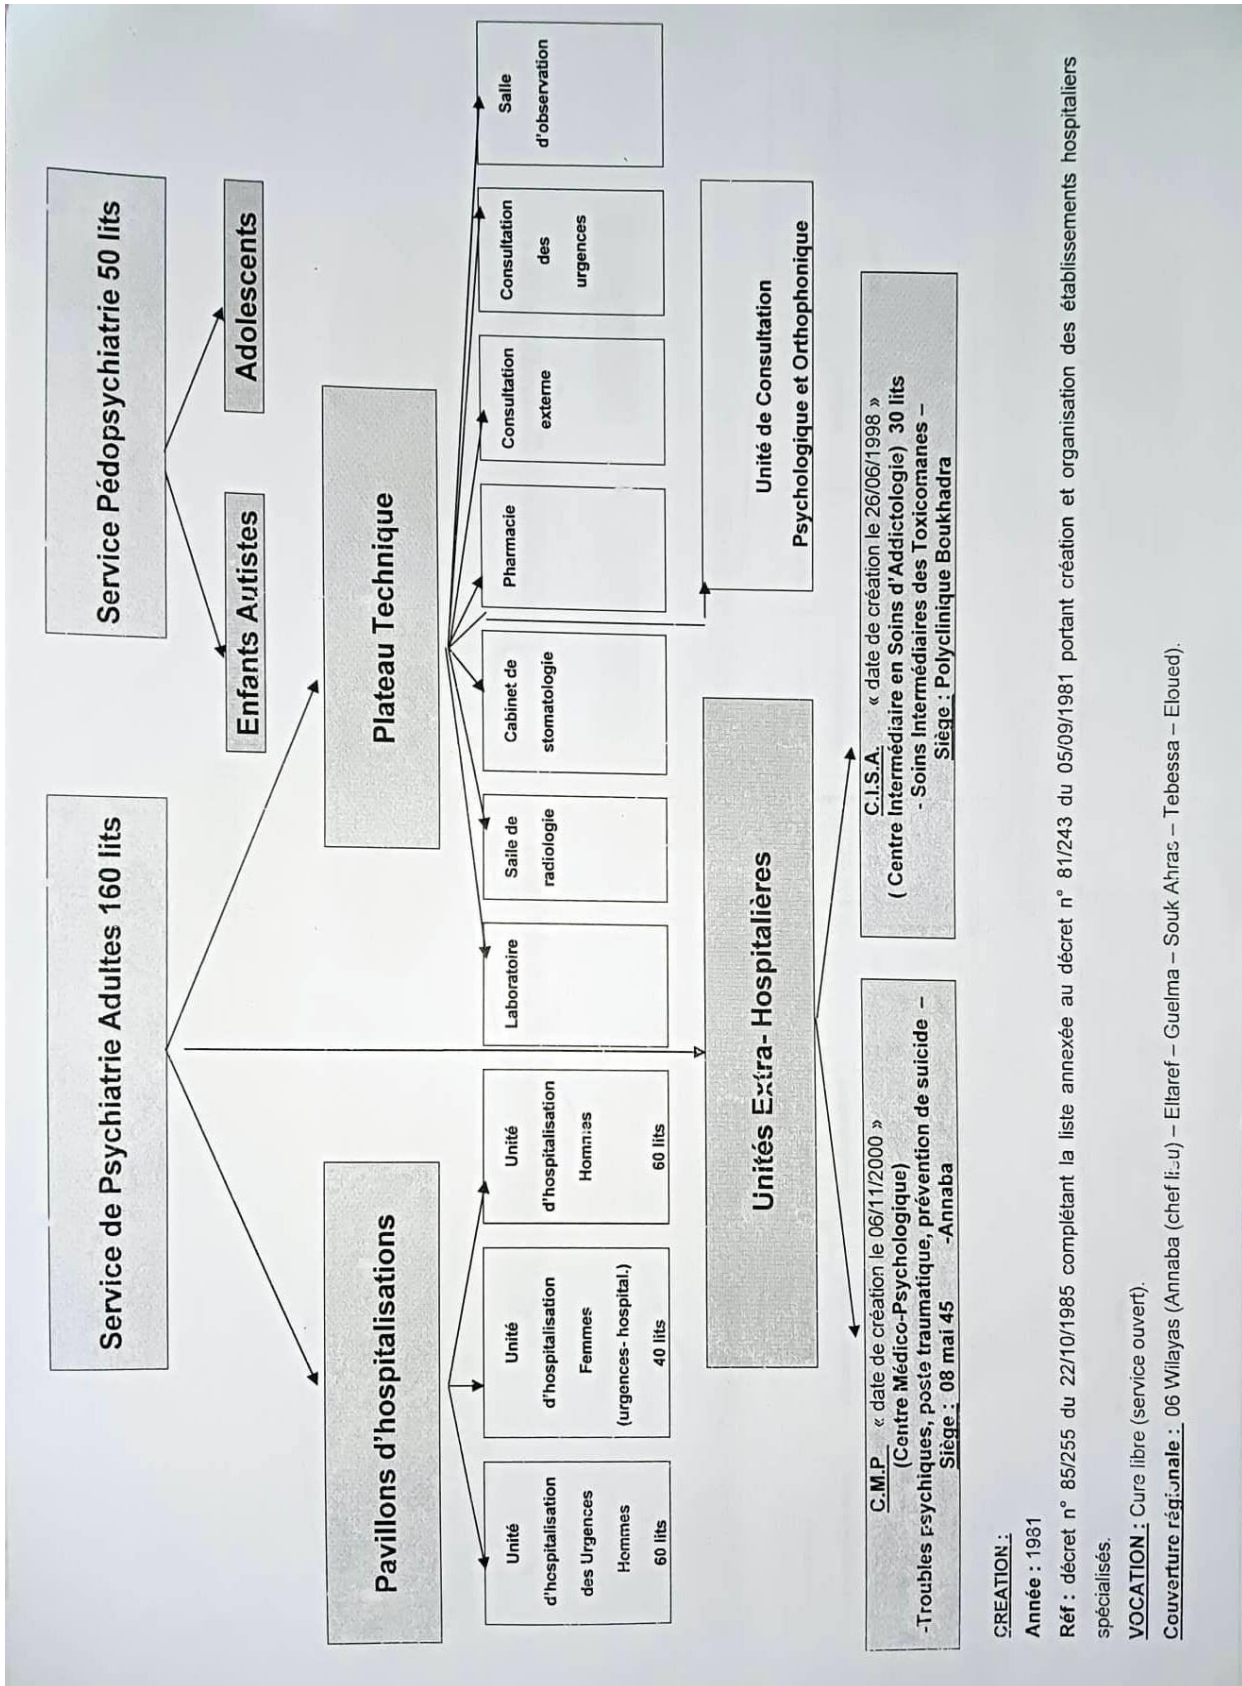 Service de Psychiatrie Adultes 160 lits
Service Pédopsychiatrie 50 lits
Enfants Autistes
Adolescents
Pavillons d'hospitalisations
Plateau Technique
Unité
d'hospitalisation
des Urgences
Hommes
60 lits
Unité
d'hospitalisation
Femmes
(urgences- hospital.)
40 lits
Unité
d'hospitalisation
Hommes
60 lits
Laboratoire
Salle de
radiologie
Cabinet de
stomatologie
Pharmacie
Consultation
externe
Consultation
des
urgences
Salle
d'observation
Unités Extra- Hospitalières
Unité de Consultation
Psychologique et Orthophonique
C.M.P « date de création le 06/11/2000 »
(Centre Médico-Psychologique)
-Troubles psychiques, poste traumatique, prévention de suicide –
Siège : 08 mai 45 -Annaba
C.I.S.A. « date de création le 26/06/1998 »
( Centre Intermédiaire en Soins d'Addictologie) 30 lits
- Soins Intermédiaires des Toxicomanes –
Siège : Polyclinique Boukhadra
CREATION :
Année : 1981
Réf : décret n° 85/255 du 22/10/1985 complétant la liste annexée au décret n° 81/243 du 05/09/1981 portant création et organisation des établissements hospitaliers
spécialisés.
VOCATION : Cure libre (service ouvert).
Couverture régionale : 06 Wilayas (Annaba (chef lieu) – Eltaref – Guelma – Souk Ahras – Tebessa – Eloued).